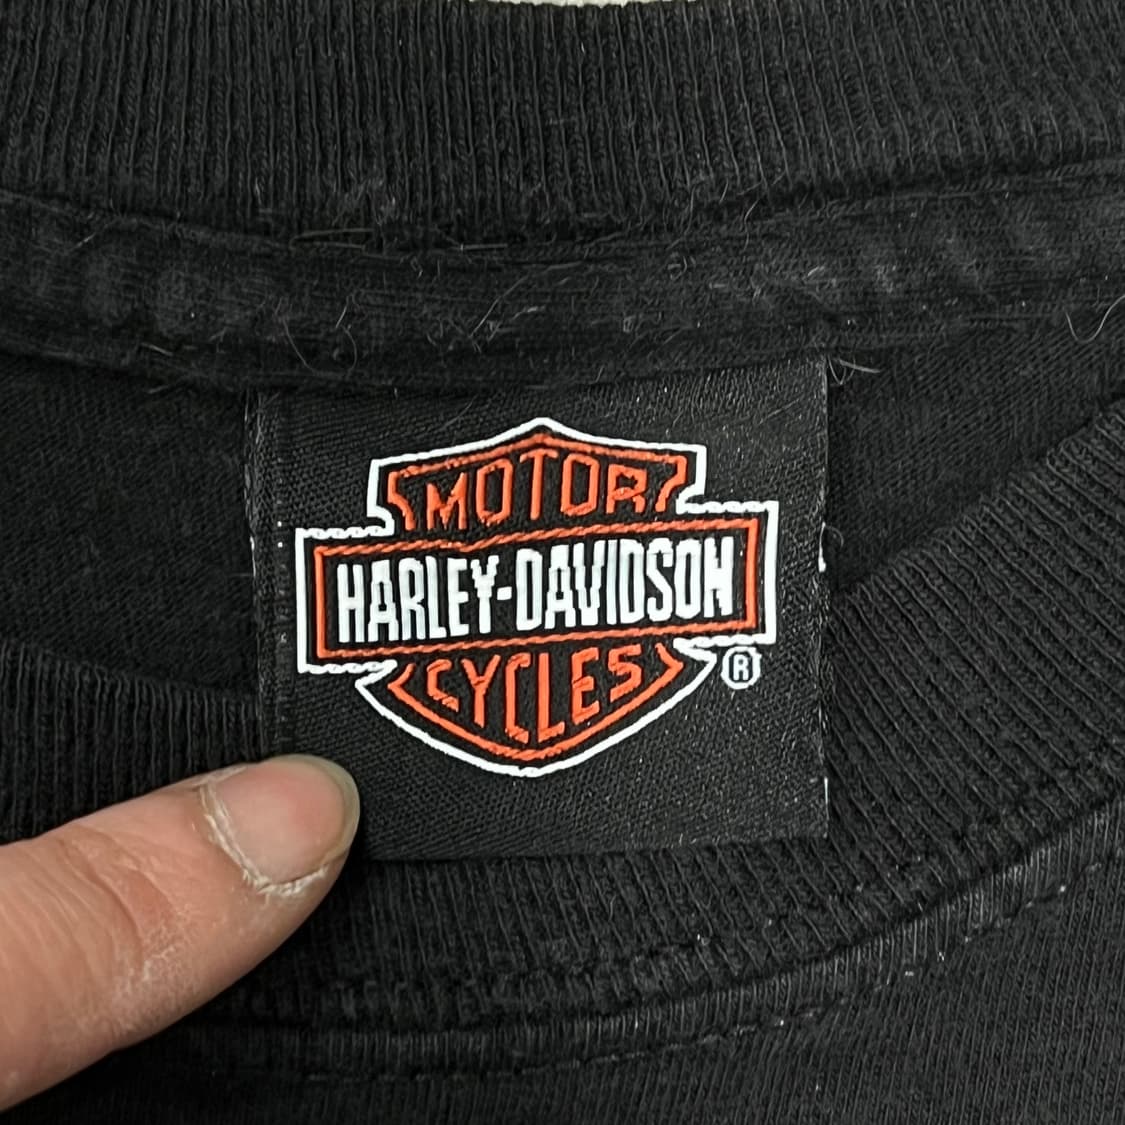 MOTOR
HARLEY-DAVIDSON
CYCLES
®